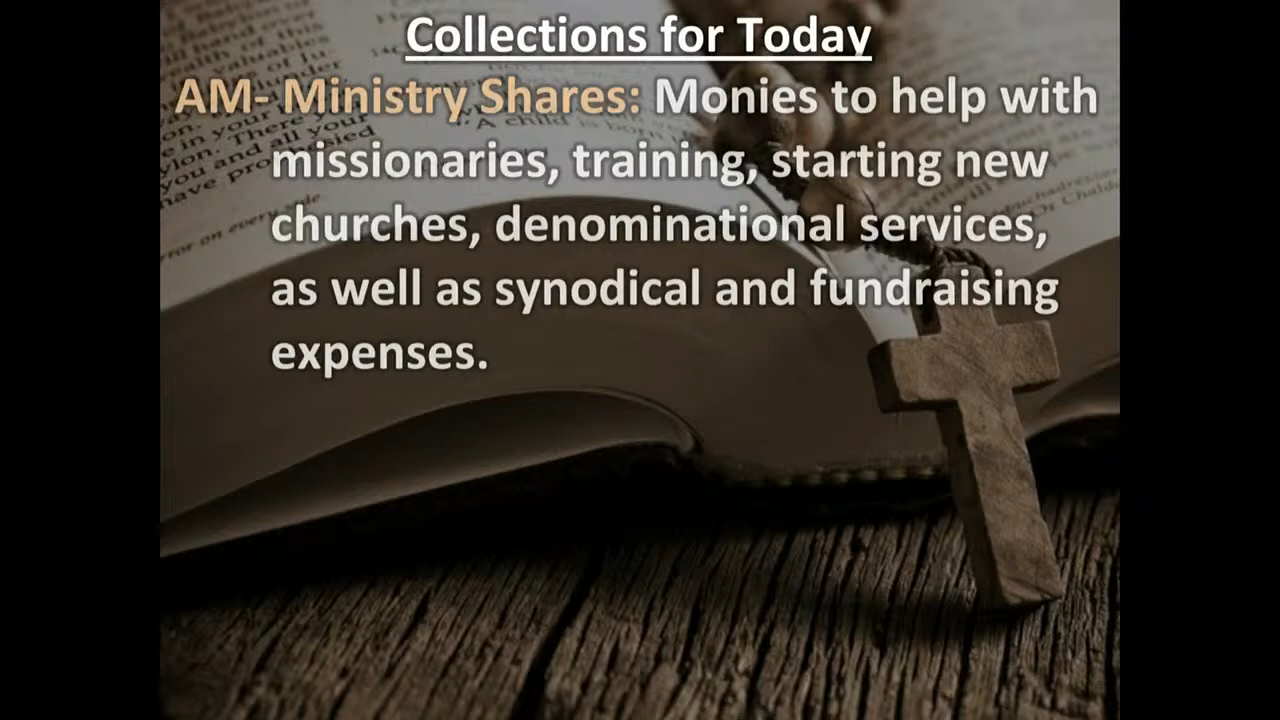 Collections for Today
AM- Ministry Shares: Monies to help with
missionaries, training, starting new
churches, denominational services,
as well as synodical and fundraising
expenses.